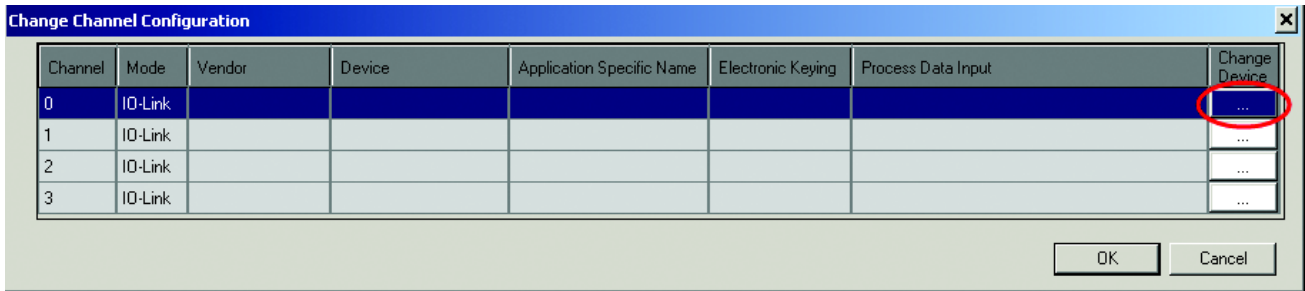 Change Channel Configuration
Channel Mode Vendor Device Application Specific Name Electronic Keying Process Data Input Change Device
0 IO-Link ...
1 IO-Link ...
2 IO-Link ...
3 IO-Link ...
OK Cancel